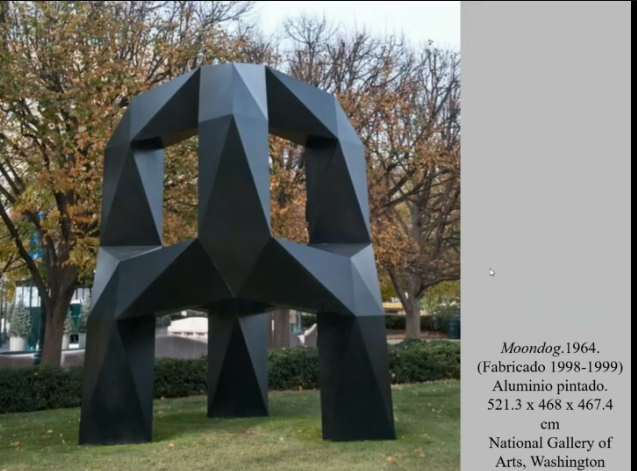 Moondog.1964.
(Fabricado 1998-1999)
Aluminio pintado.
521.3 x 468 x 467.4
cm
National Gallery of
Arts, Washington